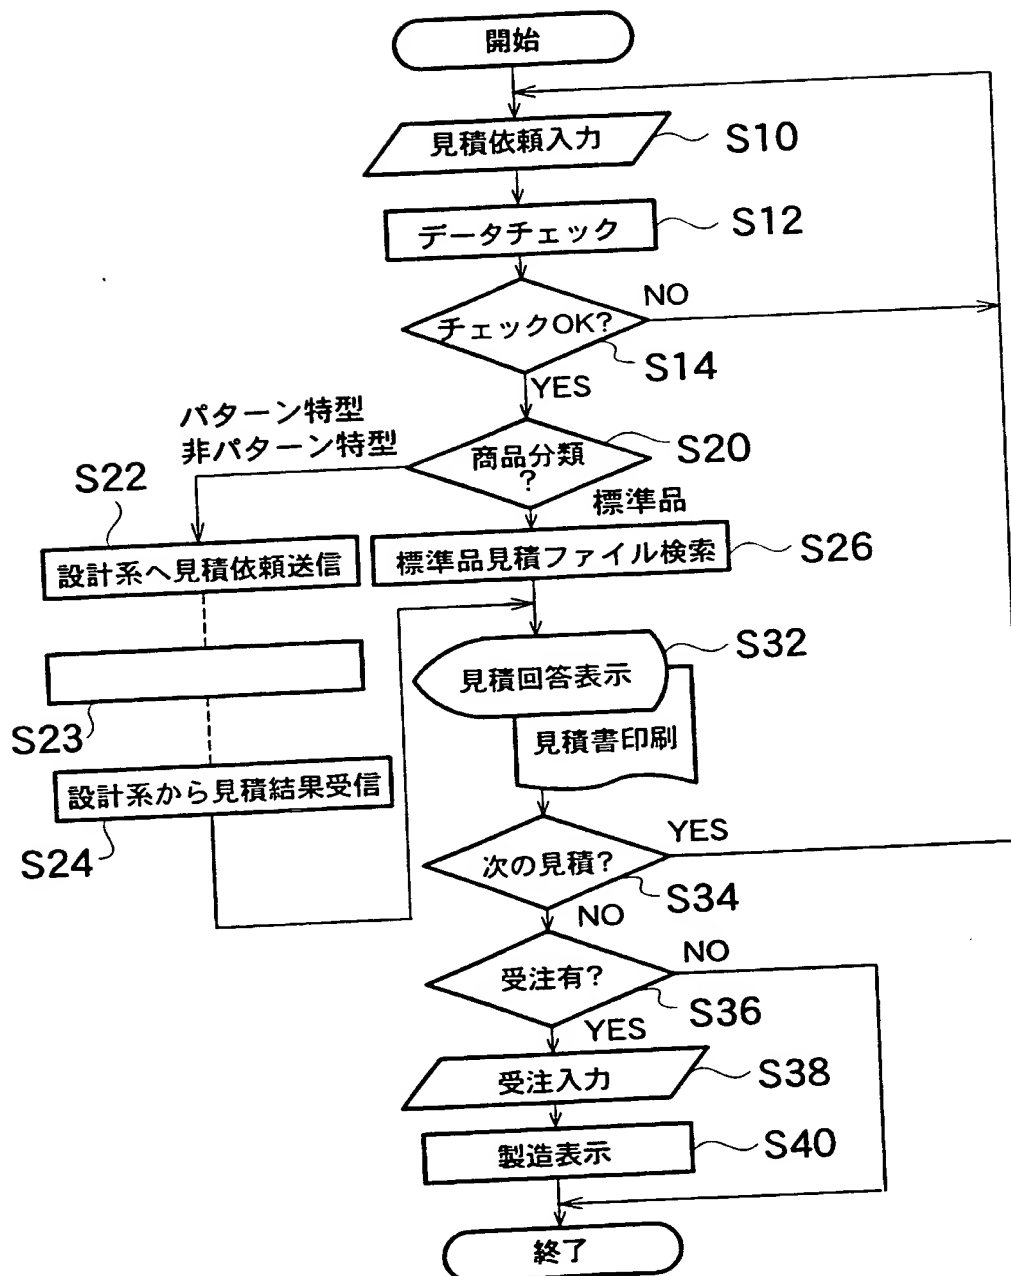 開始
見積依頼入力
S10
データチェック
S12
チェックOK?
NO
S14
YES
パターン特型
非パターン特型
商品分類
?
S20
標準品
S22
設計系へ見積依頼送信
標準品見積ファイル検索
S26
S23
見積回答表示
S32
見積書印刷
設計系から見積結果受信
S24
次の見積?
YES
S34
NO
受注有?
NO
S36
YES
受注入力
S38
製造表示
S40
終了